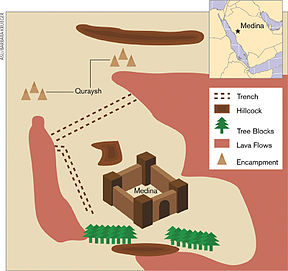 Medina
Quraysh
Medina
Trench
Hillcock
Tree Blocks
Lava Flows
Encampment